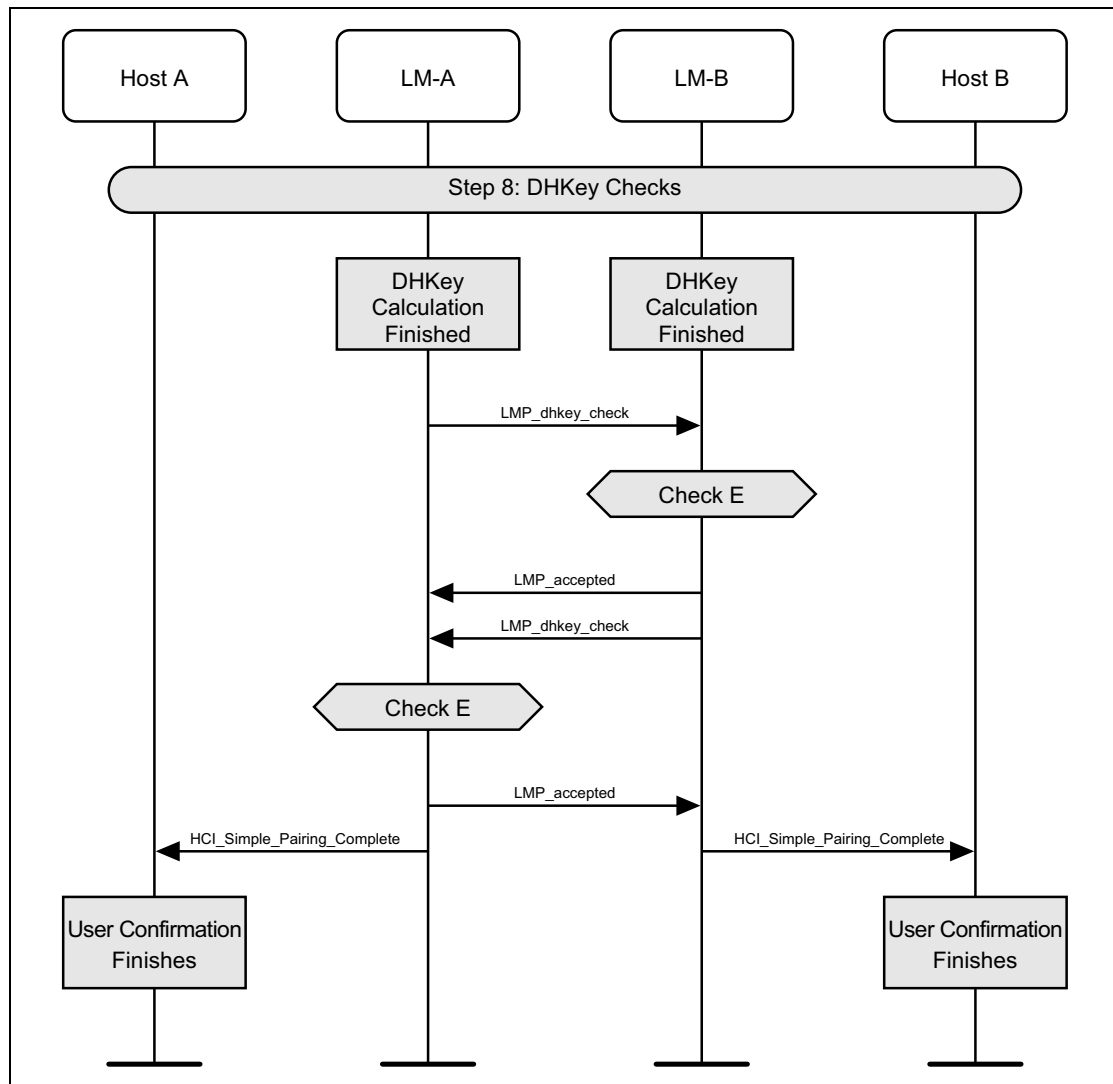 Host A
LM-A
LM-B
Host B
Step 8: DHKey Checks
DHKey
Calculation
Finished
DHKey
Calculation
Finished
LMP_dhkey_check
Check E
LMP_accepted
LMP_dhkey_check
Check E
LMP_accepted
HCI_Simple_Pairing_Complete
HCI_Simple_Pairing_Complete
User Confirmation
Finishes
User Confirmation
Finishes